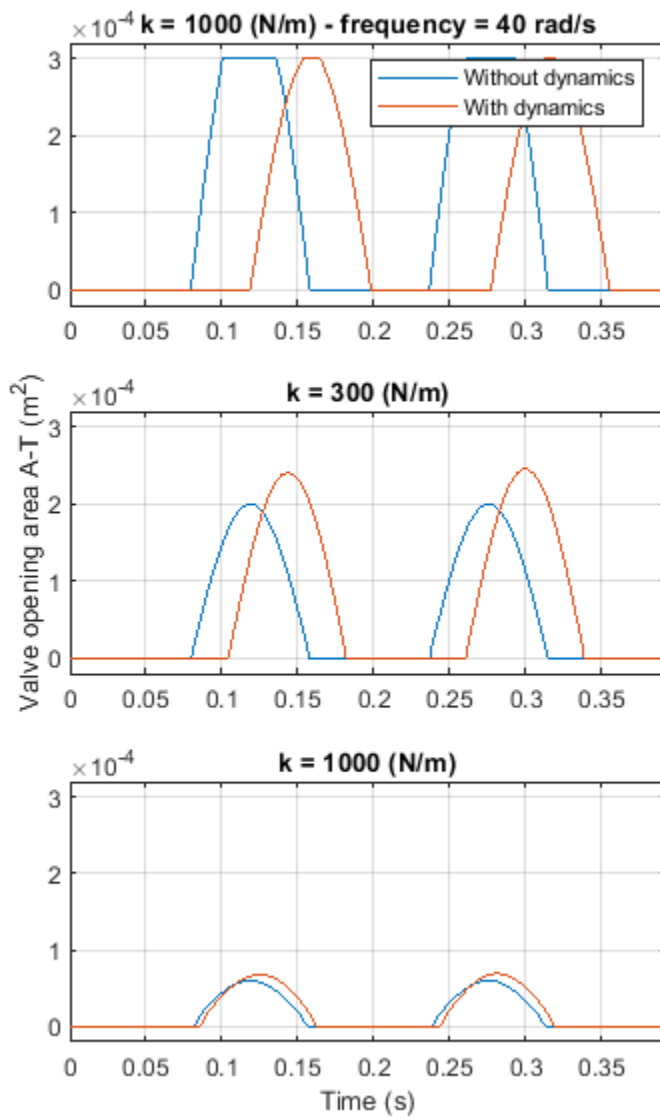 ×10⁻⁴ k = 1000 (N/m) - frequency = 40 rad/s
3
Without dynamics
With dynamics
2
1
0
0 0.05 0.1 0.15 0.2 0.25 0.3 0.35
Valve opening area A-T (m²)
×10⁻⁴ k = 300 (N/m)
3
2
1
0
0 0.05 0.1 0.15 0.2 0.25 0.3 0.35
×10⁻⁴ k = 1000 (N/m)
3
2
1
0
0 0.05 0.1 0.15 0.2 0.25 0.3 0.35
Time (s)